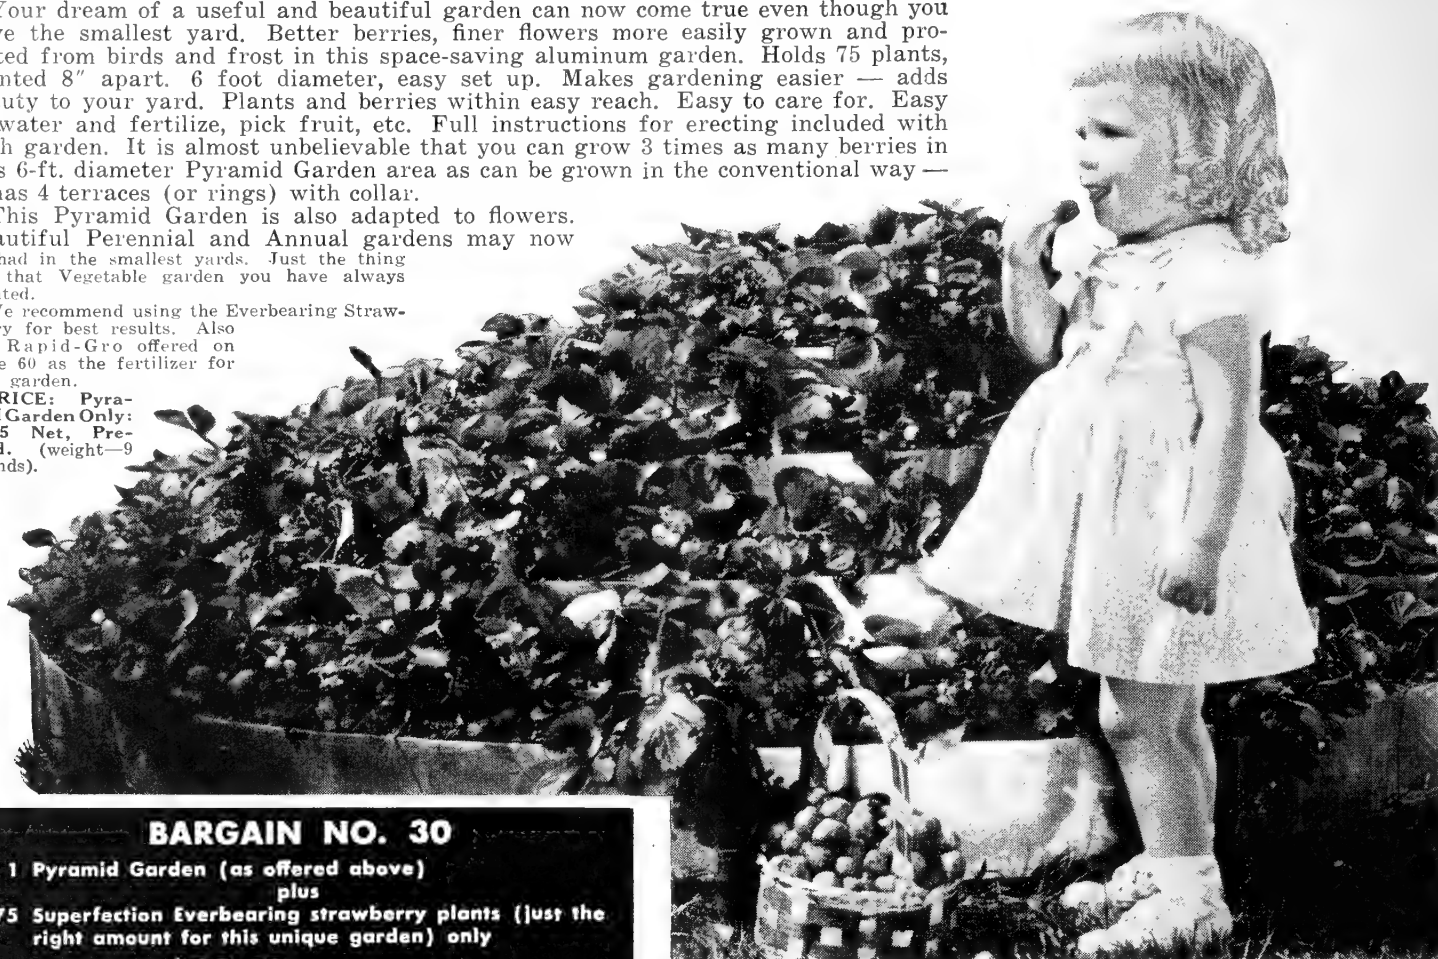 Your dream of a useful and beautiful garden can now come true even though you
the smallest yard. Better berries, finer flowers more easily grown and pro-
ted from birds and frost in this space-saving aluminum garden. Holds 75 plants,
nted 8" apart. 6 foot diameter, easy set up. Makes gardening easier — adds
uty to your yard. Plants and berries within easy reach. Easy to care for. Easy
water and fertilize, pick fruit, etc. Full instructions for erecting included with
h garden. It is almost unbelievable that you can grow 3 times as many berries in
s 6-ft. diameter Pyramid Garden area as can be grown in the conventional way —
has 4 terraces (or rings) with collar.
This Pyramid Garden is also adapted to flowers.
autiful Perennial and Annual gardens may now
had in the smallest yards. Just the thing
that Vegetable garden you have always
ted.
We recommend using the Everbearing Straw-
ry for best results. Also
Rapid-Gro offered on
e 60 as the fertilizer for
garden.
RICE: Pyra-
Garden Only:
5 Net, Pre-
d. (weight—9
nds).
BARGAIN NO. 30
1 Pyramid Garden (as offered above)
plus
75 Superfection Everbearing strawberry plants (Just the
right amount for this unique garden) only